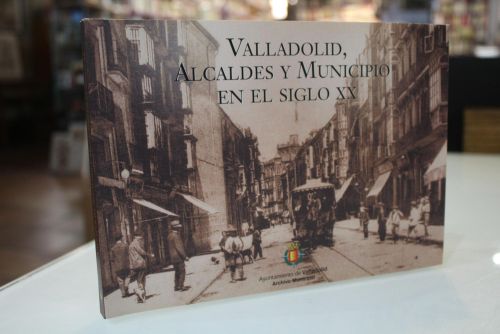 VALLADOLID,
ALCALDES Y MUNICIPIO
EN EL SIGLO XX
Ayuntamiento de Valladolid
Archivo Municipal